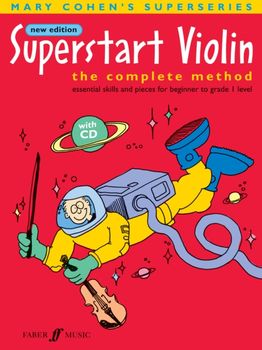 MARY COHEN'S SUPERSERIES
new edition
Superstart Violin
the complete method
essential skills and pieces for beginner to grade 1 level
with
CD
FABER ff MUSIC